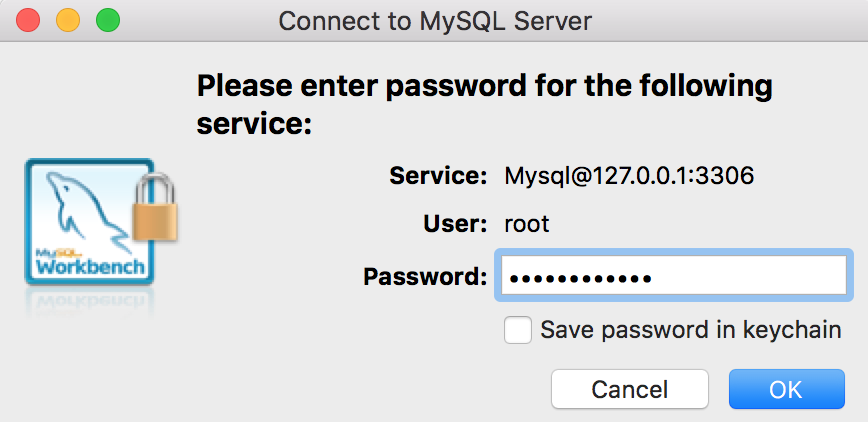 Connect to MySQL Server
Please enter password for the following
service:
Service: Mysql@127.0.0.1:3306
User: root
Password: ••••••••••••
Save password in keychain
MySQL
Workbench
Cancel OK